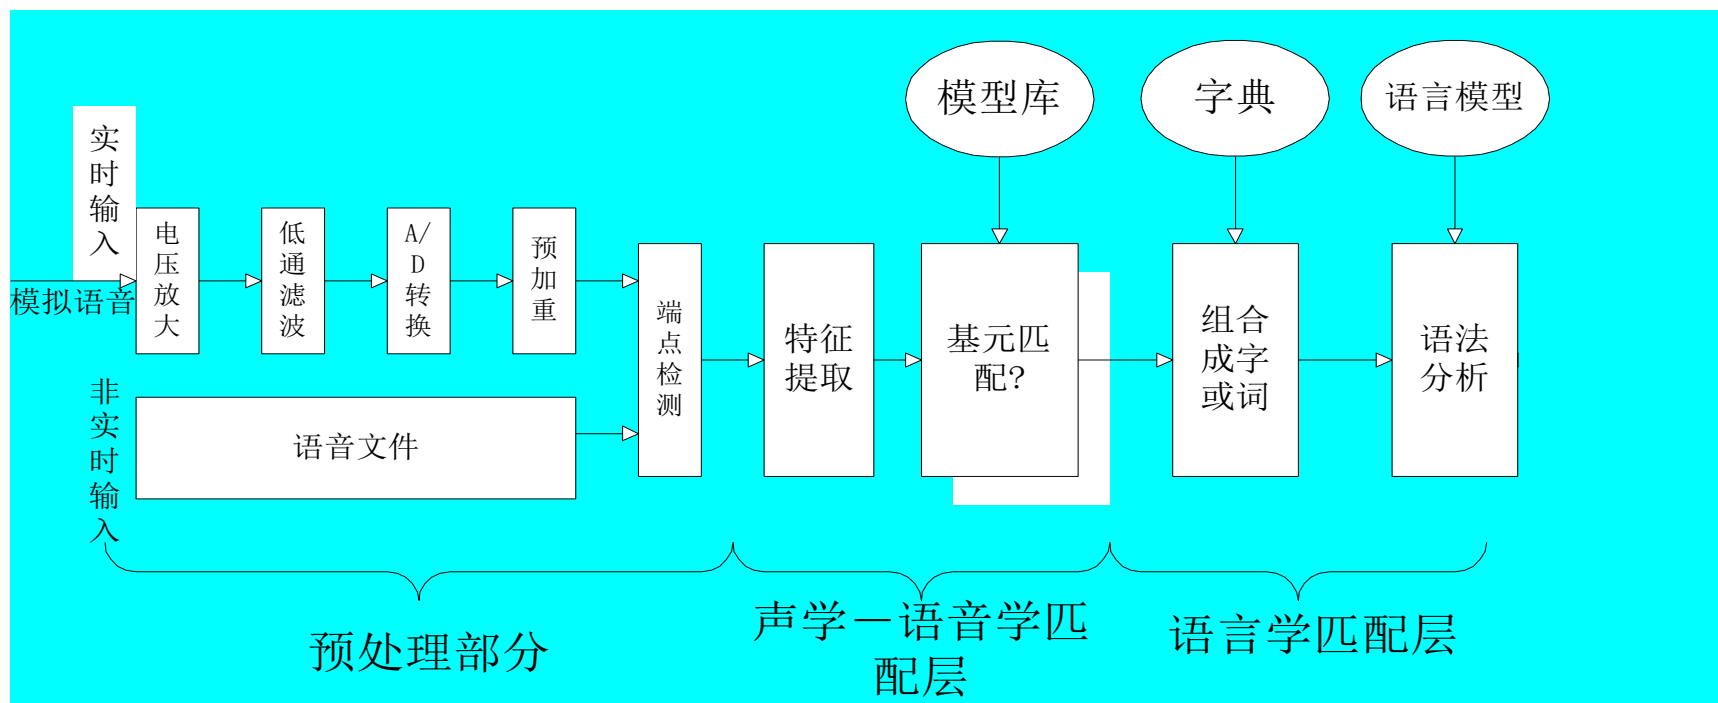 模型库
字典
语言模型
实
时
输
入
模拟语音
电
压
放
大
低
通
滤
波
A/
D
转
换
预
加
重
端
点
检
测
特征
提取
基元匹
配?
组合
成字
或词
语法
分析
非
实
时
输
入
语音文件
预处理部分
声学－语音学匹
配层
语言学匹配层